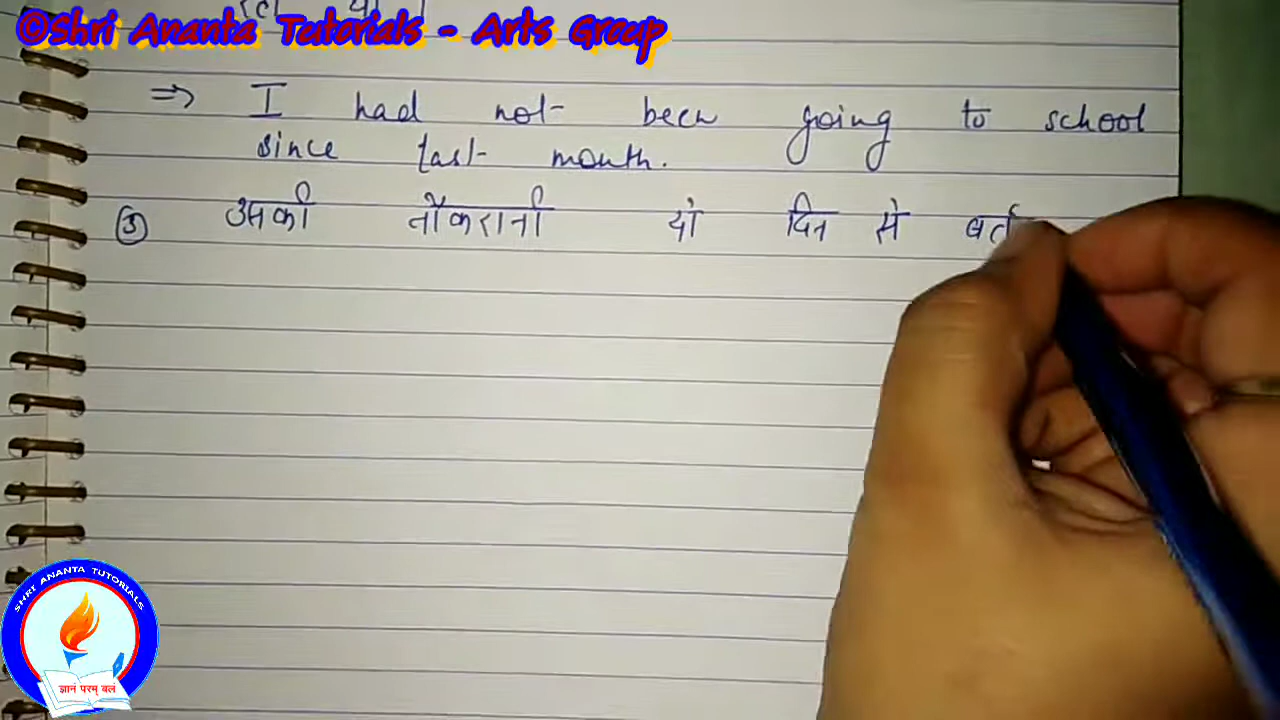 ©Shri Ananta Tutorials - Arts Group
⇒ I had not been going to school
since last month.
③ उसकी नौकरानी दो दिन से बर्त
SHRI ANANTA TUTORIALS
ज्ञानं परम् बलं